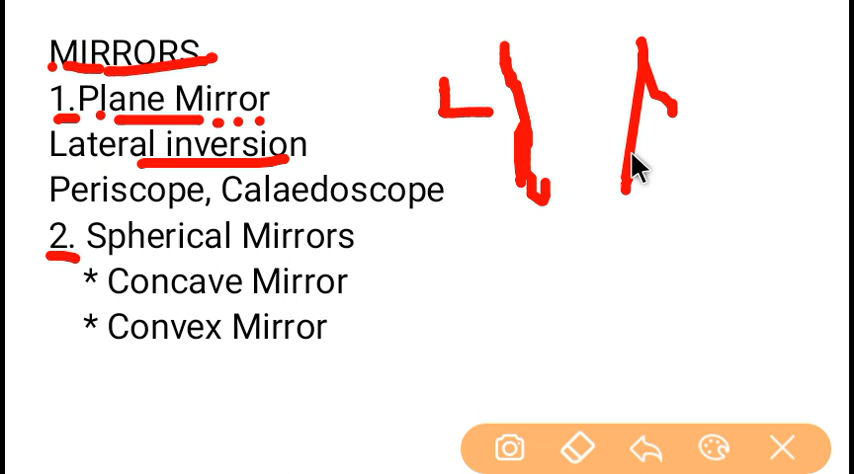 MIRRORS
1.Plane Mirror
Lateral inversion
Periscope, Calaedoscope
2. Spherical Mirrors
* Concave Mirror
* Convex Mirror